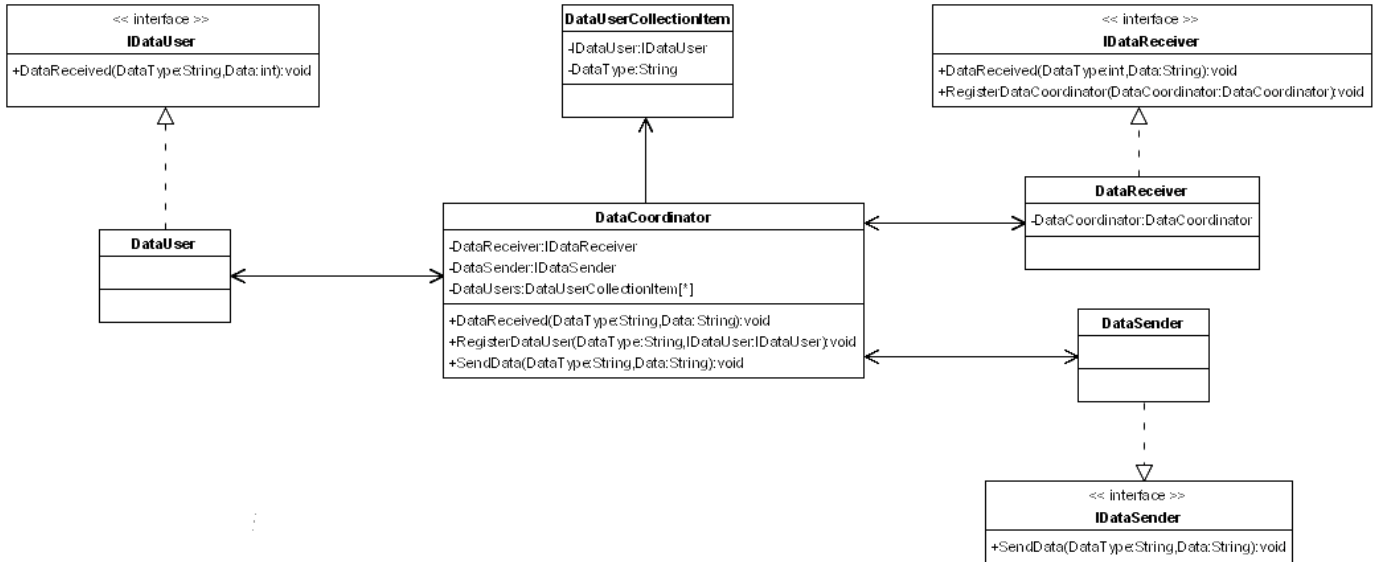 << interface >>
IDataUser
+DataReceived(DataType:String,Data:int):void
DataUserCollectionItem
-IDataUser:IDataUser
-DataType:String
<< interface >>
IDataReceiver
+DataReceived(DataType:int,Data:String):void
+RegisterDataCoordinator(DataCoordinator:DataCoordinator):void
DataUser
DataCoordinator
-DataReceiver:IDataReceiver
-DataSender:IDataSender
-DataUsers:DataUserCollectionItem[*]
+DataReceived(DataType:String,Data:String):void
+RegisterDataUser(DataType:String,IDataUser:IDataUser):void
+SendData(DataType:String,Data:String):void
DataReceiver
-DataCoordinator:DataCoordinator
DataSender
<< interface >>
IDataSender
+SendData(DataType:String,Data:String):void